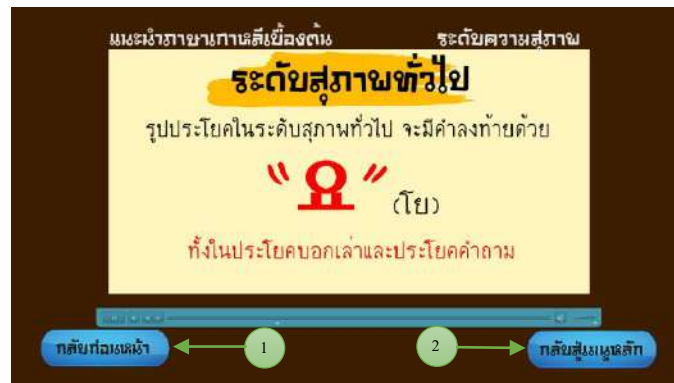 แนะนำภาษาเกาหลีเบื้องต้น ระดับความสุภาพ
ระดับสุภาพทั่วไป
รูปประโยคในระดับสุภาพทั่วไป จะมีคำลงท้ายด้วย
“요” (โย)
ทั้งในประโยคบอกเล่าและประโยคคำถาม
กลับก่อนหน้า 1 2 กลับสู่เมนูหลัก